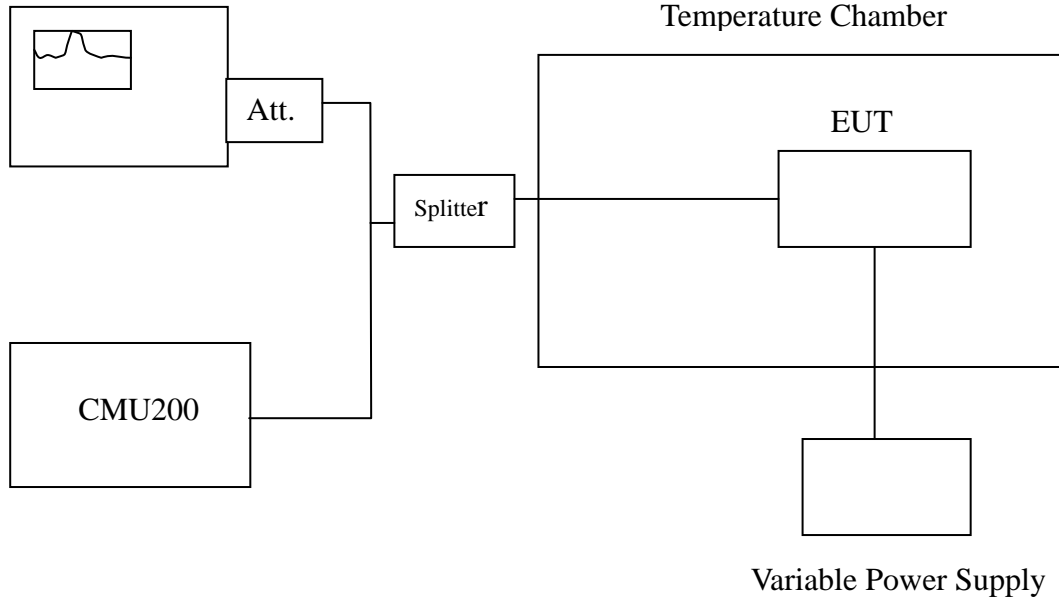 Temperature Chamber
Att.
EUT
Splitter
CMU200
Variable Power Supply